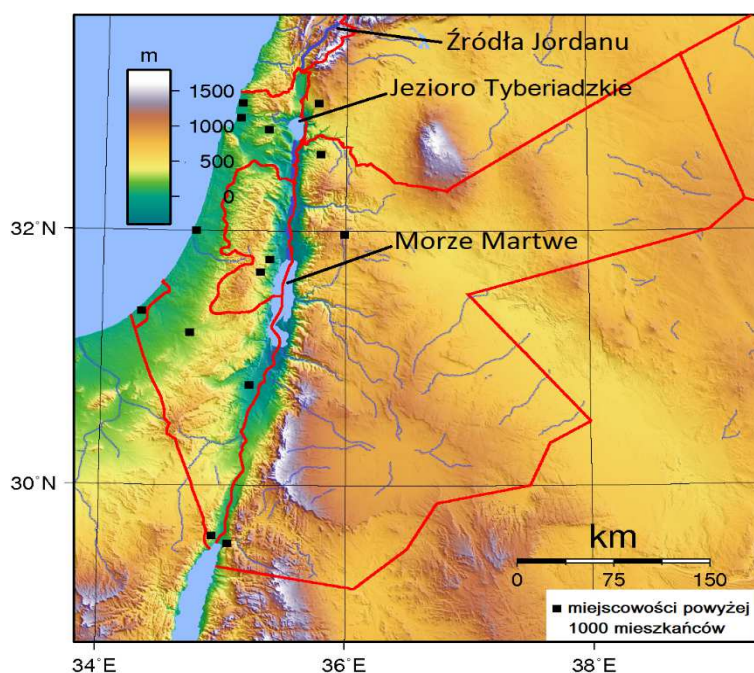 m
1500
1000
500
0
Źródła Jordanu
Jezioro Tyberiadzkie
Morze Martwe
32°N
30°N
km
0 75 150
■ miejscowości powyżej
1000 mieszkańców
34°E 36°E 38°E